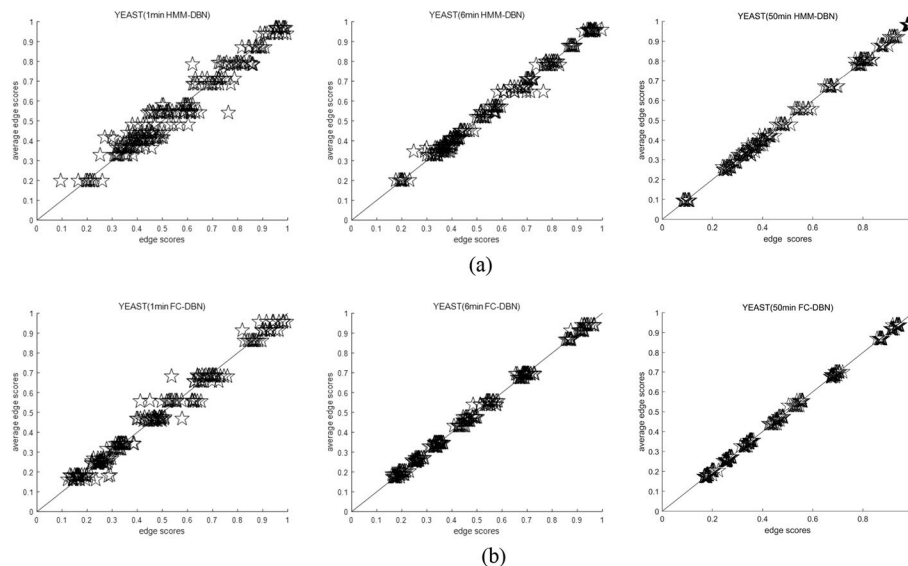 YEAST(1min HMM-DBN)
average edge scores
1
0.9
0.8
0.7
0.6
0.5
0.4
0.3
0.2
0.1
0
0 0.1 0.2 0.3 0.4 0.5 0.6 0.7 0.8 0.9 1
edge scores
YEAST(6min HMM-DBN)
average edge scores
1
0.9
0.8
0.7
0.6
0.5
0.4
0.3
0.2
0.1
0
0 0.1 0.2 0.3 0.4 0.5 0.6 0.7 0.8 0.9 1
edge scores
YEAST(50min HMM-DBN)
average edge scores
1
0.9
0.8
0.7
0.6
0.5
0.4
0.3
0.2
0.1
0
0 0.2 0.4 0.6 0.8
edge scores
(a)
YEAST(1min FC-DBN)
average edge scores
1
0.9
0.8
0.7
0.6
0.5
0.4
0.3
0.2
0.1
0
0 0.1 0.2 0.3 0.4 0.5 0.6 0.7 0.8 0.9 1
edge scores
YEAST(6min FC-DBN)
average edge scores
1
0.9
0.8
0.7
0.6
0.5
0.4
0.3
0.2
0.1
0
0 0.1 0.2 0.3 0.4 0.5 0.6 0.7 0.8 0.9 1
edge scores
YEAST(50min FC-DBN)
average edge scores
1
0.9
0.8
0.7
0.6
0.5
0.4
0.3
0.2
0.1
0
0 0.2 0.4 0.6 0.8
edge scores
(b)